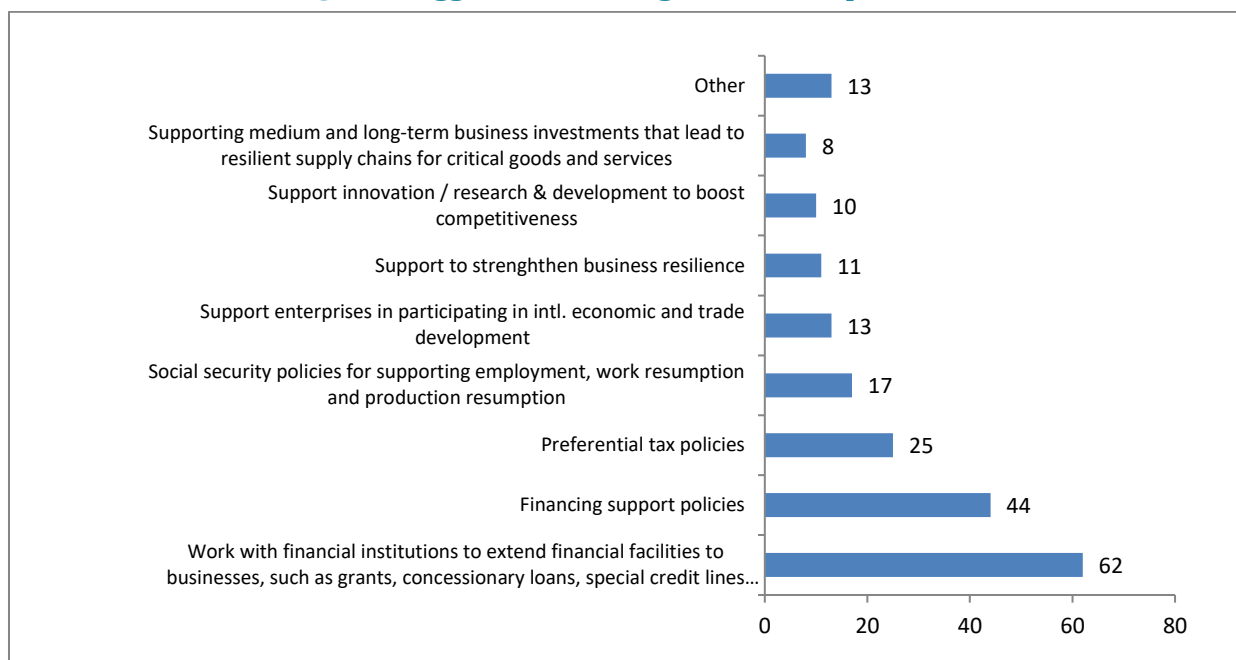 Other
13
Supporting medium and long-term business investments that lead to
resilient supply chains for critical goods and services
8
Support innovation / research & development to boost
competitiveness
10
Support to strenghthen business resilience
11
Support enterprises in participating in intl. economic and trade
development
13
Social security policies for supporting employment, work resumption
and production resumption
17
Preferential tax policies
25
Financing support policies
44
Work with financial institutions to extend financial facilities to
businesses, such as grants, concessionary loans, special credit lines…
62
0 20 40 60 80